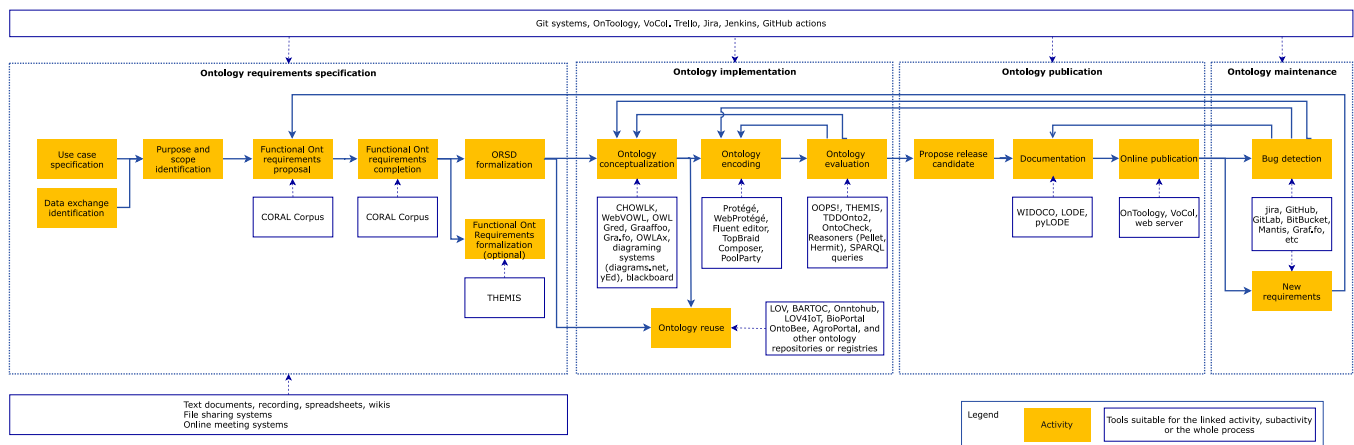 Git systems, OnToology, VoCol. Trello, Jira, Jenkins, GitHub actions
Ontology requirements specification
Ontology implementation
Ontology publication
Ontology maintenance
Use case
specification
Purpose and
scope
identification
Functional Ont
requirements
proposal
Functional Ont
requirements
completion
ORSD
formalization
Data exchange
identification
CORAL Corpus
CORAL Corpus
Functional Ont
Requirements
formalization
(optional)
THEMIS
Ontology
conceptualization
Ontology
encoding
Ontology
evaluation
CHOWLK,
WebVOWL, OWL
Gred, Graaffoo,
Gra.fo, OWLAx,
diagraming
systems
(diagrams.net,
yEd), blackboard
Protégé,
WebProtégé,
Fluent editor,
TopBraid
Composer,
PoolParty
OOPS!, THEMIS,
TDDOnto2,
OntoCheck,
Reasoners (Pellet,
Hermit), SPARQL
queries
Ontology reuse
LOV, BARTOC, Onntohub,
LOV4IoT, BioPortal
OntoBee, AgroPortal, and
other ontology
repositories or registries
Propose release
candidate
Documentation
Online publication
WIDOCO, LODE,
pyLODE
OnToology, VoCol,
web server
Bug detection
jira, GitHub,
GitLab, BitBucket,
Mantis, Graf.fo,
etc
New
requirements
Text documents, recording, spreadsheets, wikis
File sharing systems
Online meeting systems
Legend
Activity
Tools suitable for the linked activity, subactivity
or the whole process